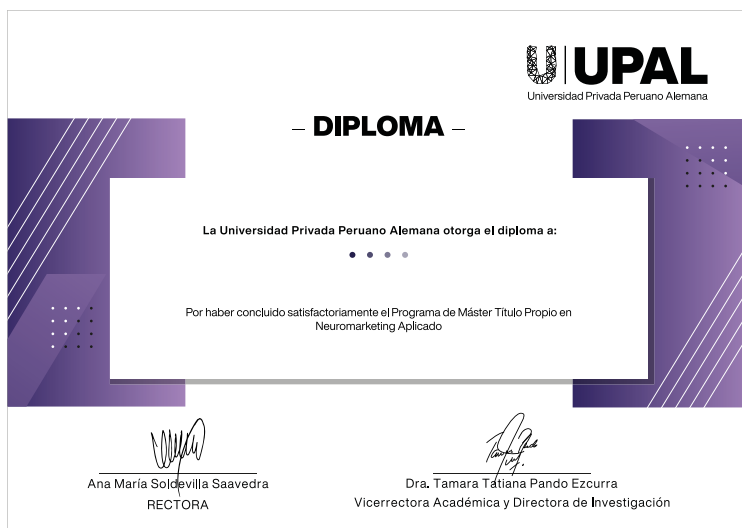 UPAL
Universidad Privada Peruano Alemana
– DIPLOMA –
La Universidad Privada Peruano Alemana otorga el diploma a:
Por haber concluido satisfactoriamente el Programa de Máster Título Propio en
Neuromarketing Aplicado
Ana María Soldevilla Saavedra
RECTORA
Dra. Tamara Tatiana Pando Ezcurra
Vicerrectora Académica y Directora de Investigación